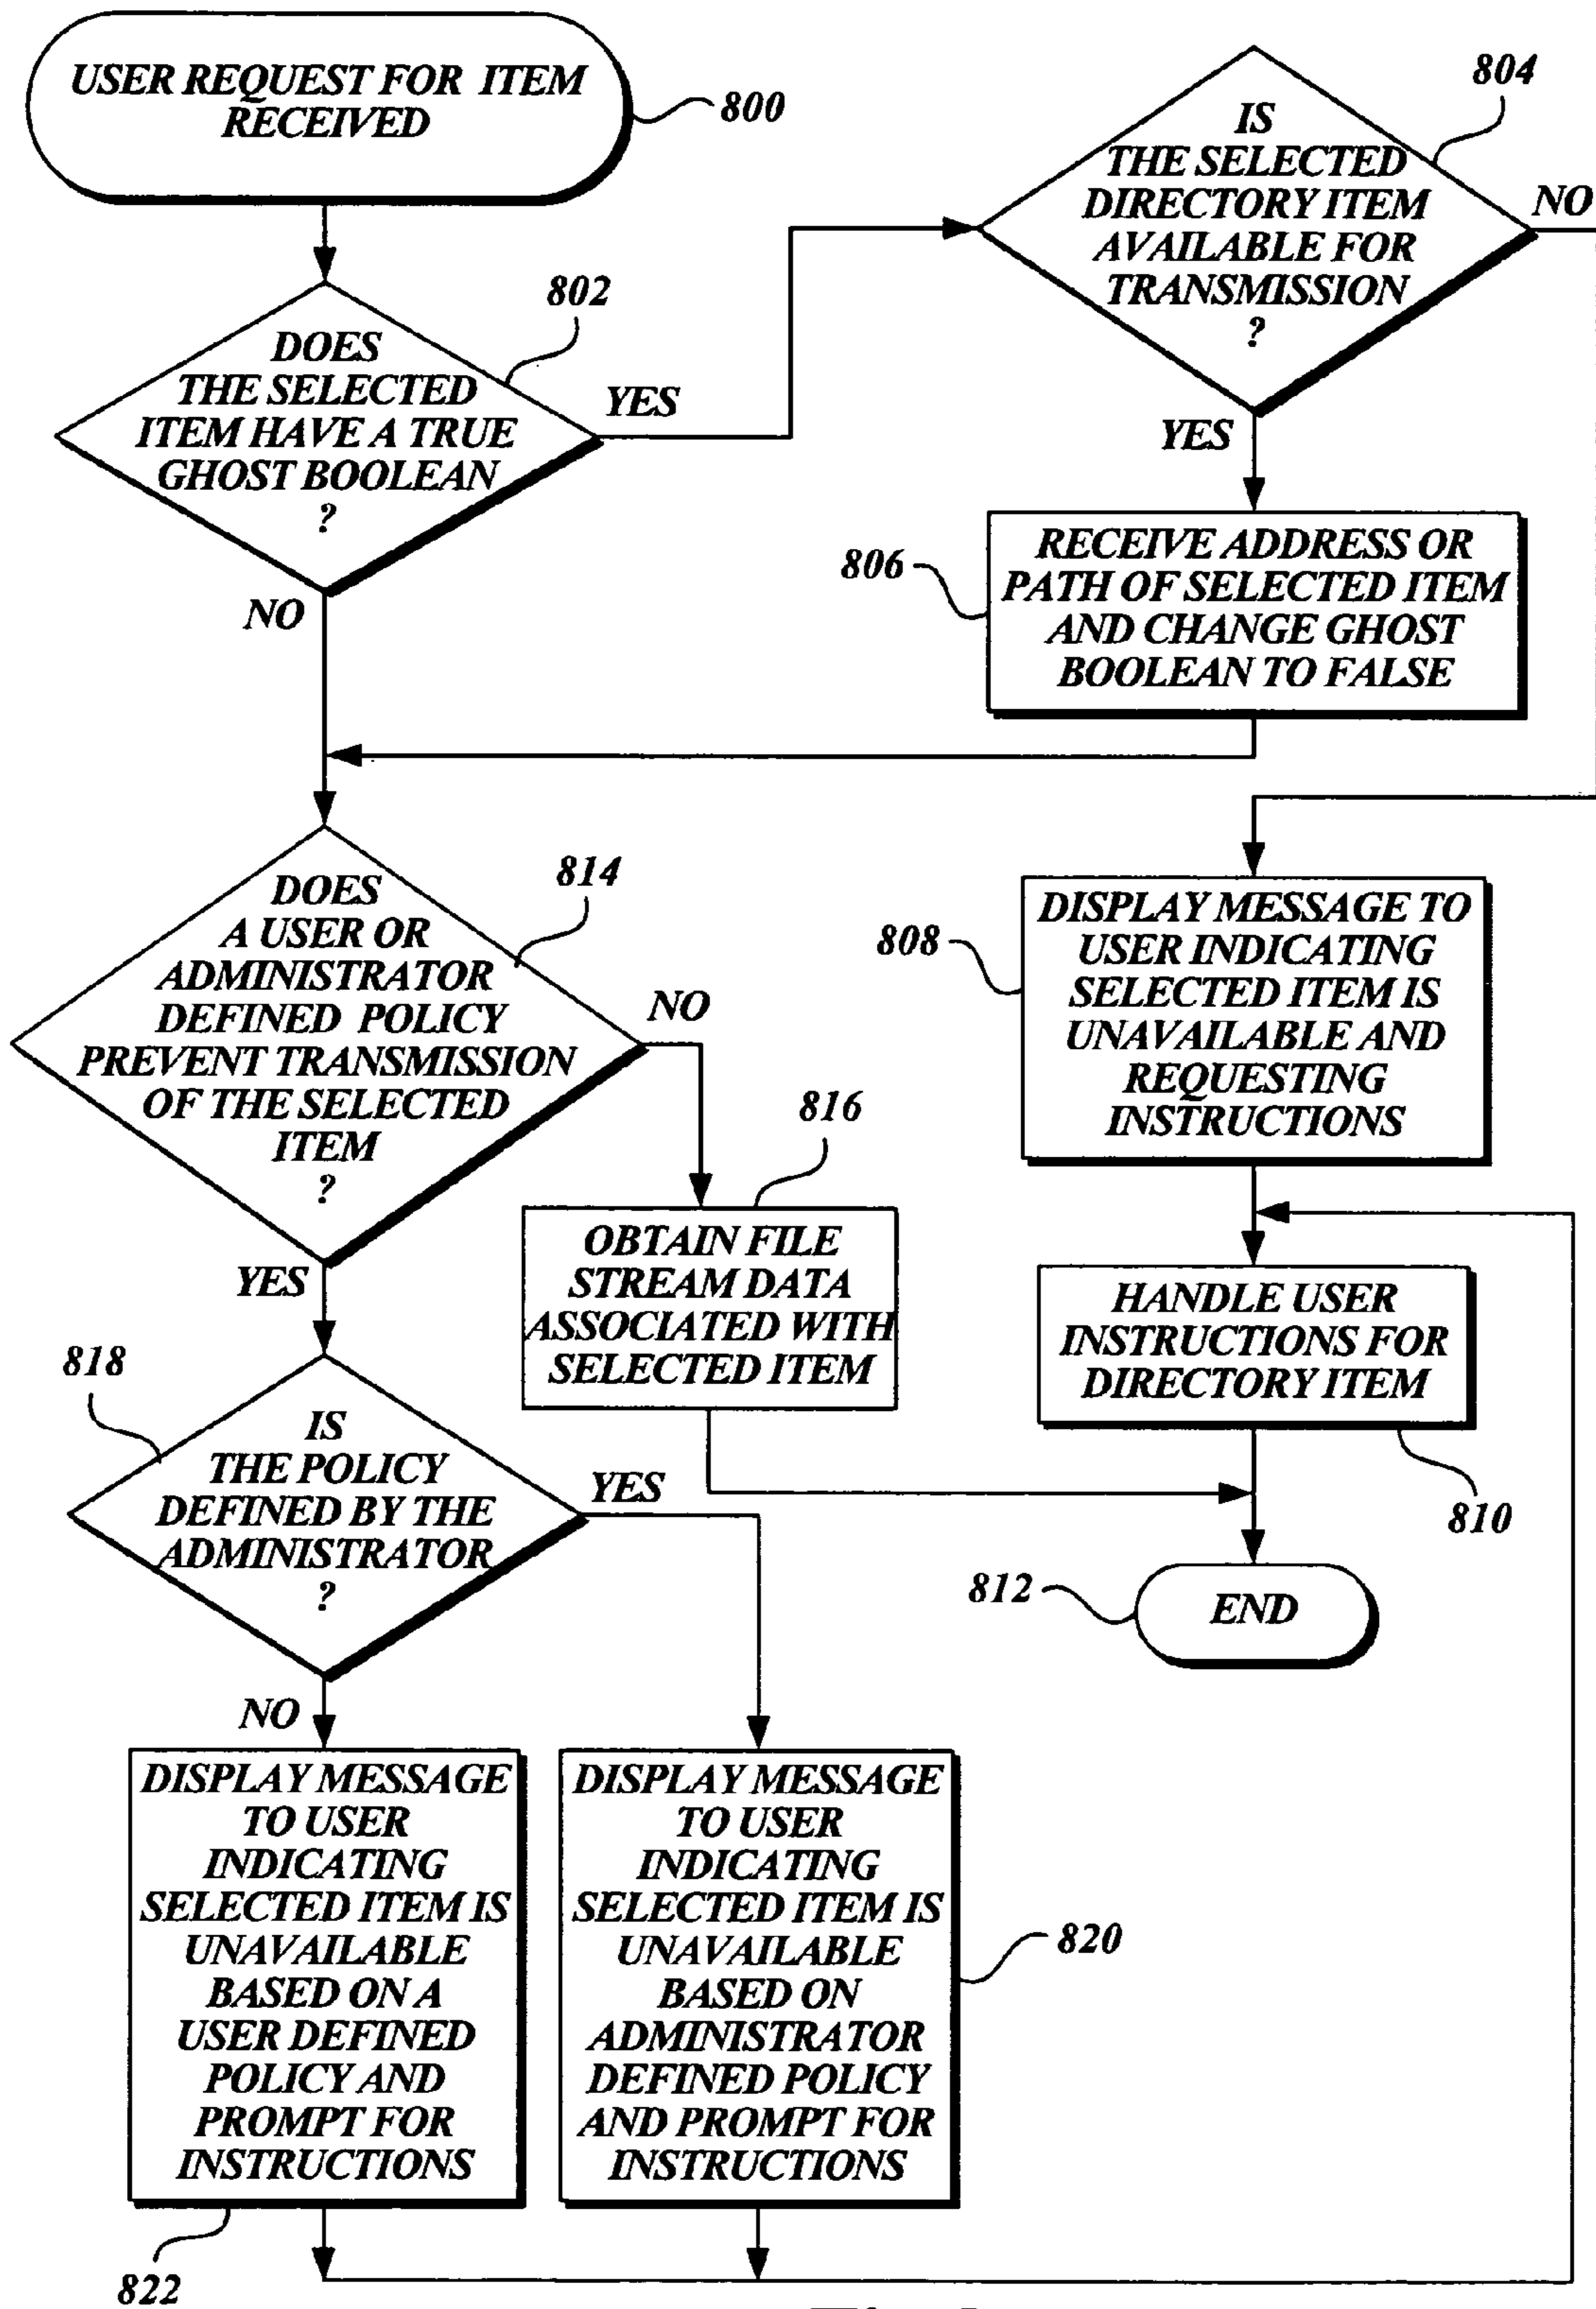 USER REQUEST FOR ITEM
RECEIVED
800
804
IS
THE SELECTED
DIRECTORY ITEM
AVAILABLE FOR
TRANSMISSION
?
NO
802
DOES
THE SELECTED
ITEM HAVE A TRUE
GHOST BOOLEAN
?
YES
NO
YES
806
RECEIVE ADDRESS OR
PATH OF SELECTED ITEM
AND CHANGE GHOST
BOOLEAN TO FALSE
814
DOES
A USER OR
ADMINISTRATOR
DEFINED POLICY
PREVENT TRANSMISSION
OF THE SELECTED
ITEM
?
NO
YES
808
DISPLAY MESSAGE TO
USER INDICATING
SELECTED ITEM IS
UNAVAILABLE AND
REQUESTING
INSTRUCTIONS
816
OBTAIN FILE
STREAM DATA
ASSOCIATED WITH
SELECTED ITEM
HANDLE USER
INSTRUCTIONS FOR
DIRECTORY ITEM
810
818
IS
THE POLICY
DEFINED BY THE
ADMINISTRATOR
?
YES
NO
812
END
DISPLAY MESSAGE
TO USER
INDICATING
SELECTED ITEM IS
UNAVAILABLE
BASED ON A
USER DEFINED
POLICY AND
PROMPT FOR
INSTRUCTIONS
822
DISPLAY MESSAGE
TO USER
INDICATING
SELECTED ITEM IS
UNAVAILABLE
BASED ON
ADMINISTRATOR
DEFINED POLICY
AND PROMPT FOR
INSTRUCTIONS
820